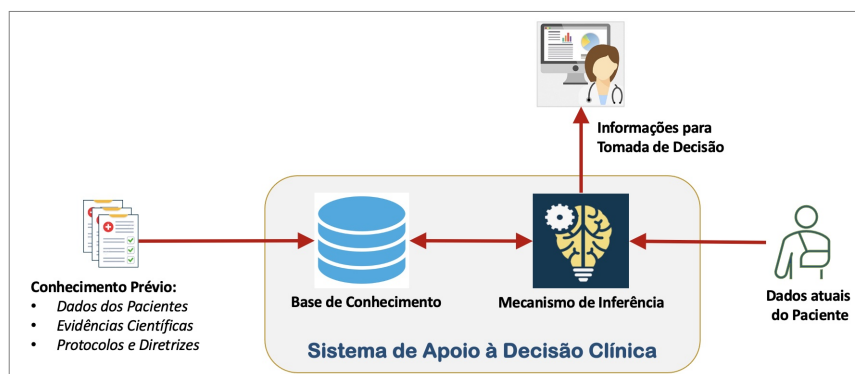 Informações para
Tomada de Decisão
Conhecimento Prévio:
• Dados dos Pacientes
• Evidências Científicas
• Protocolos e Diretrizes
Base de Conhecimento
Mecanismo de Inferência
Dados atuais
do Paciente
Sistema de Apoio à Decisão Clínica